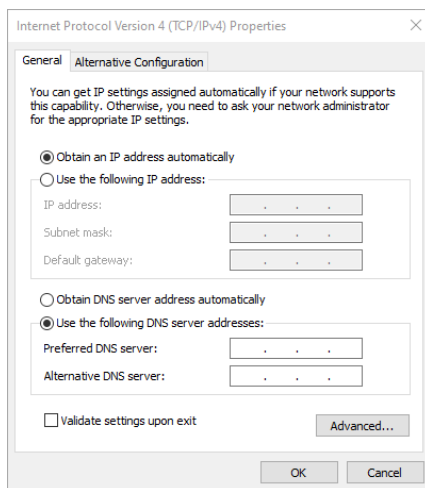 Internet Protocol Version 4 (TCP/IPv4) Properties
General
Alternative Configuration
You can get IP settings assigned automatically if your network supports
this capability. Otherwise, you need to ask your network administrator
for the appropriate IP settings.
Obtain an IP address automatically
Use the following IP address:
IP address:
Subnet mask:
Default gateway:
Obtain DNS server address automatically
Use the following DNS server addresses:
Preferred DNS server:
Alternative DNS server:
Validate settings upon exit
Advanced...
OK
Cancel